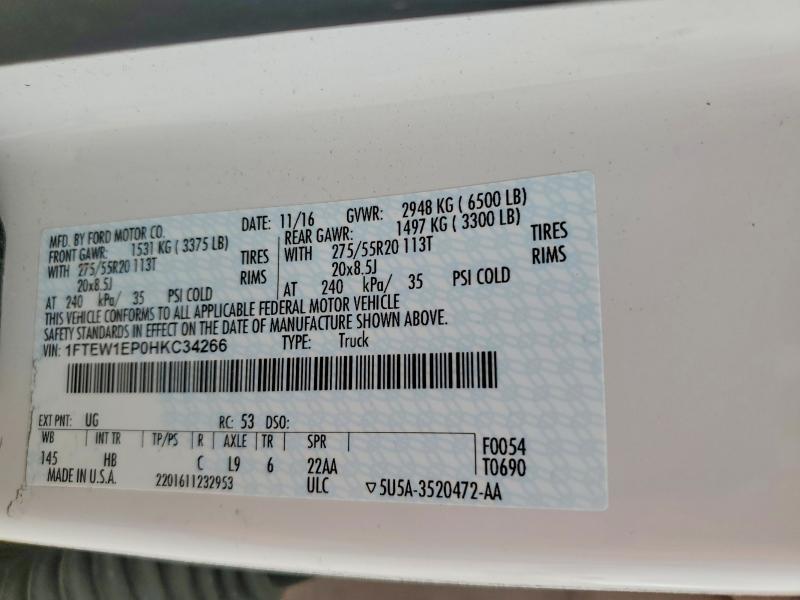 MFD. BY FORD MOTOR CO. DATE: 11/16 GVWR: 2948 KG ( 6500 LB)
FRONT GAWR: 1531 KG ( 3375 LB) REAR GAWR: 1497 KG ( 3300 LB)
WITH 275/55R20 113T TIRES WITH 275/55R20 113T TIRES
20x8.5J RIMS 20x8.5J RIMS
AT 240 kPa/ 35 PSI COLD AT 240 kPa/ 35 PSI COLD
THIS VEHICLE CONFORMS TO ALL APPLICABLE FEDERAL MOTOR VEHICLE
SAFETY STANDARDS IN EFFECT ON THE DATE OF MANUFACTURE SHOWN ABOVE.
VIN: 1FTEW1EP0HKC34266 TYPE: Truck
EXT PNT: UG RC: 53 DSO:
WB INT TR TP/PS R AXLE TR SPR F0054
145 HB C L9 6 22AA T0690
MADE IN U.S.A. 2201611232953 ULC ▽5U5A-3520472-AA